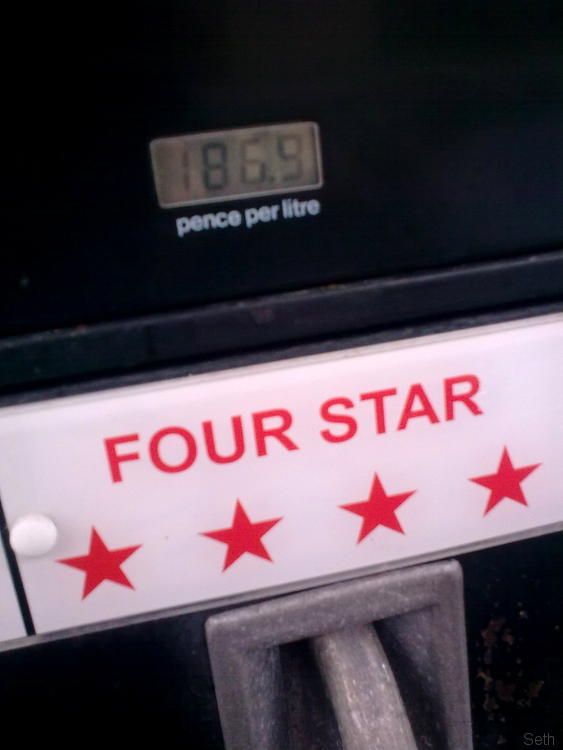 186.9
pence per litre
FOUR STAR
Seth